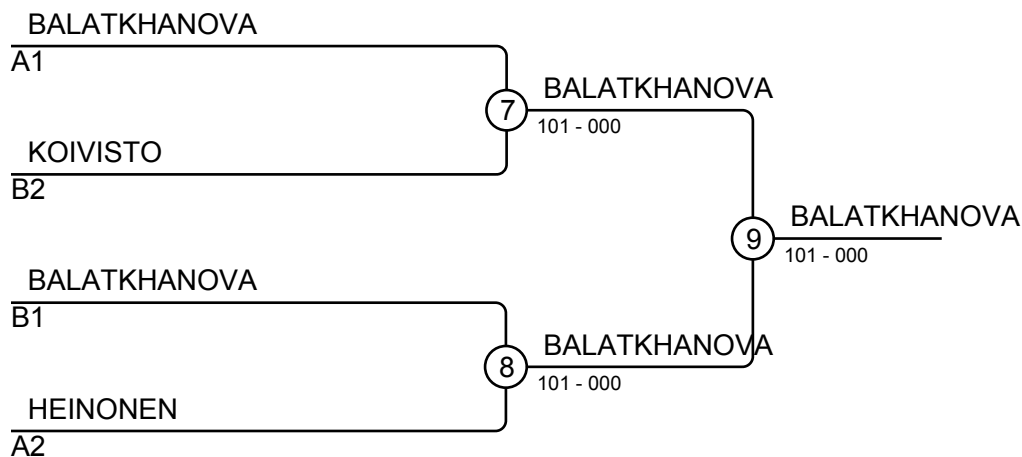 BALATKHANOVA
A1
7
BALATKHANOVA
101 - 000
KOIVISTO
B2
9
BALATKHANOVA
101 - 000
BALATKHANOVA
B1
8
BALATKHANOVA
101 - 000
HEINONEN
A2